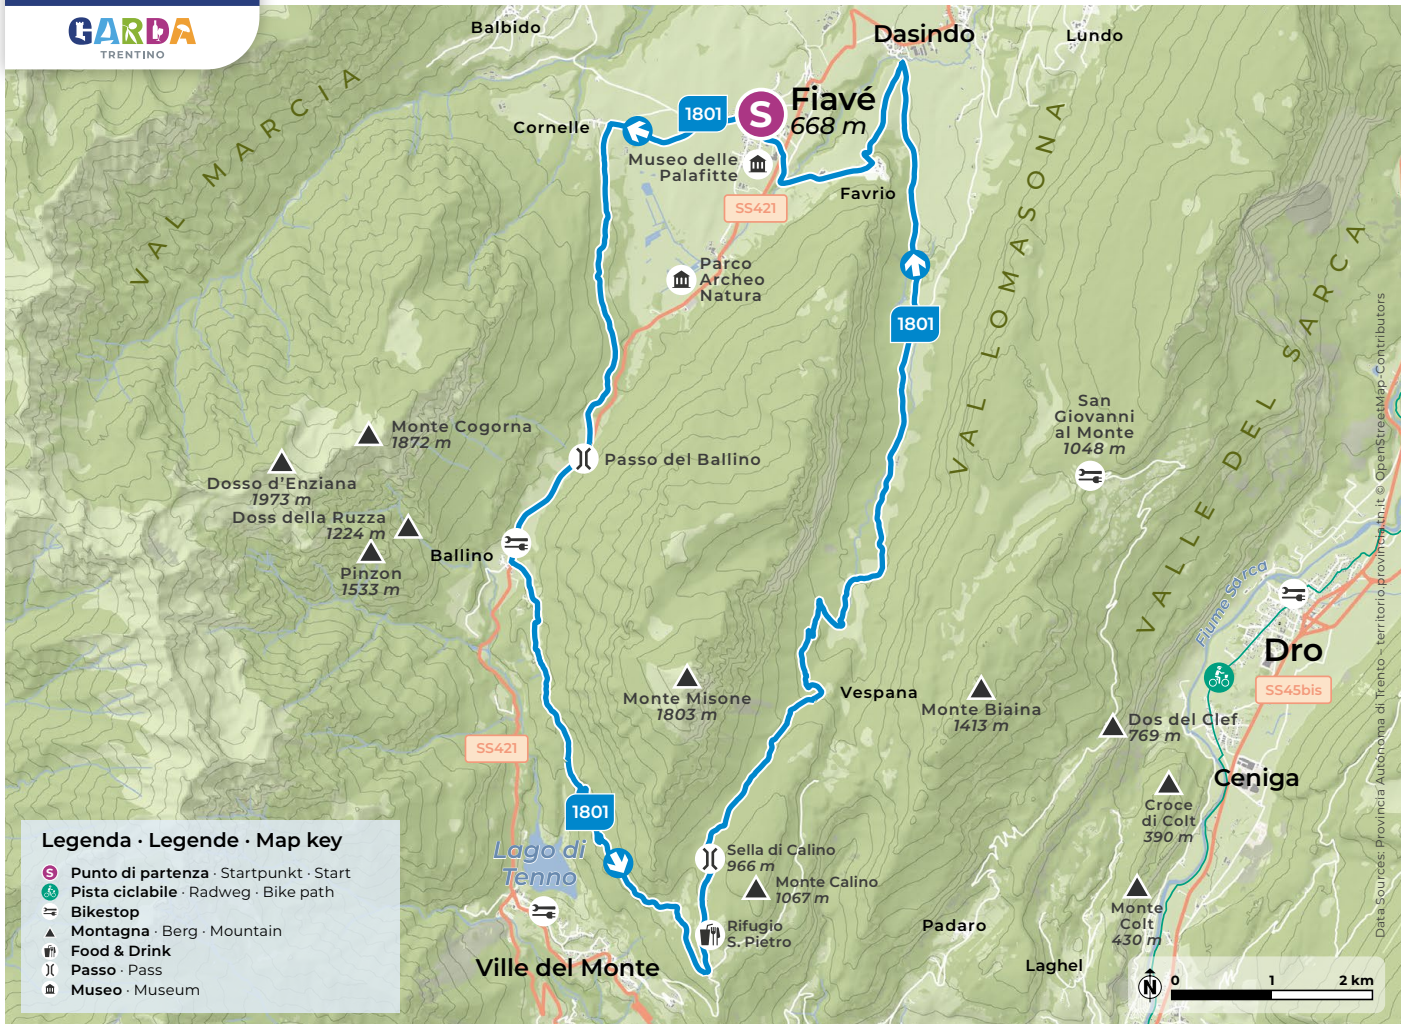 GARDA
TRENTINO
Balbido
Dasindo
Lundo
VAL MARCIA
1801
S
Fiavé
668 m
Cornelle
Museo delle
Palafitte
Favrio
SS421
Parco
Archeo
Natura
1801
VAL LOMASONA
VALLE DEL SARCA
San
Giovanni
al Monte
1048 m
Monte Cogorna
1872 m
Passo del Ballino
Dosso d'Enziana
1973 m
Doss della Ruzza
1224 m
Ballino
Pinzon
1533 m
Fiume Sarca
Dro
SS45bis
Monte Misone
1803 m
Vespana
Monte Biaina
1413 m
Dos del Clef
769 m
SS421
Ceniga
1801
Croce
di Colt
390 m
Lago di
Tenno
Sella di Calino
966 m
Monte Calino
1067 m
Monte
Colt
430 m
Rifugio
S. Pietro
Padaro
Ville del Monte
Laghel
Legenda · Legende · Map key
S Punto di partenza · Startpunkt · Start
Pista ciclabile · Radweg · Bike path
Bikestop
Montagna · Berg · Mountain
Food & Drink
Passo · Pass
Museo · Museum
N
0 1 2 km
Data Sources: Provincia Autonoma di Trento – territorio.provincia.tn.it © OpenStreetMap-Contributors